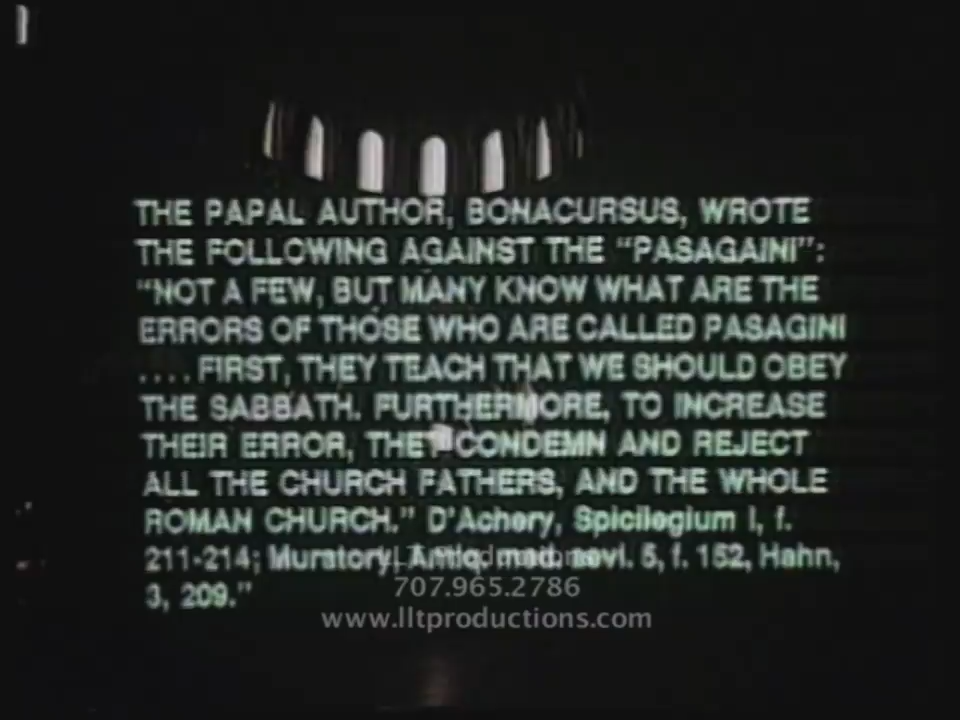 THE PAPAL AUTHOR, BONACURSUS, WROTE
THE FOLLOWING AGAINST THE "PASAGAINI":
"NOT A FEW, BUT MANY KNOW WHAT ARE THE
ERRORS OF THOSE WHO ARE CALLED PASAGINI
.... FIRST, THEY TEACH THAT WE SHOULD OBEY
THE SABBATH. FURTHERMORE, TO INCREASE
THEIR ERROR, THEY CONDEMN AND REJECT
ALL THE CHURCH FATHERS, AND THE WHOLE
ROMAN CHURCH." D'Achery, Spicilegium I, f.
211-214; Muratory, Antiq. med. aevl. 5, f. 152, Hahn,
3, 209."
LLT Productions
707.965.2786
www.lltproductions.com